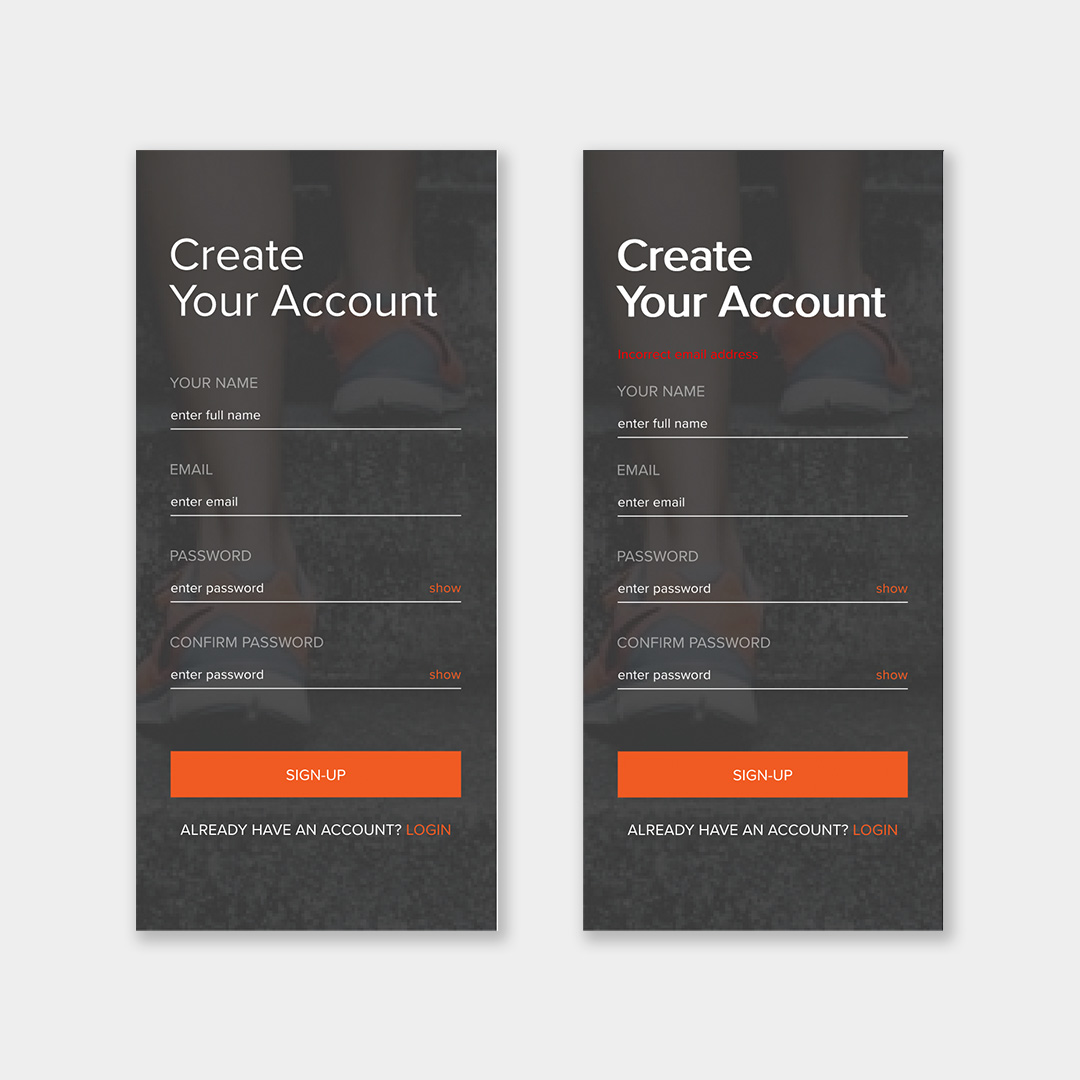 Create
Your Account
YOUR NAME
enter full name
EMAIL
enter email
PASSWORD
enter password show
CONFIRM PASSWORD
enter password show
SIGN-UP
ALREADY HAVE AN ACCOUNT? LOGIN
Create
Your Account
Incorrect email address
YOUR NAME
enter full name
EMAIL
enter email
PASSWORD
enter password show
CONFIRM PASSWORD
enter password show
SIGN-UP
ALREADY HAVE AN ACCOUNT? LOGIN